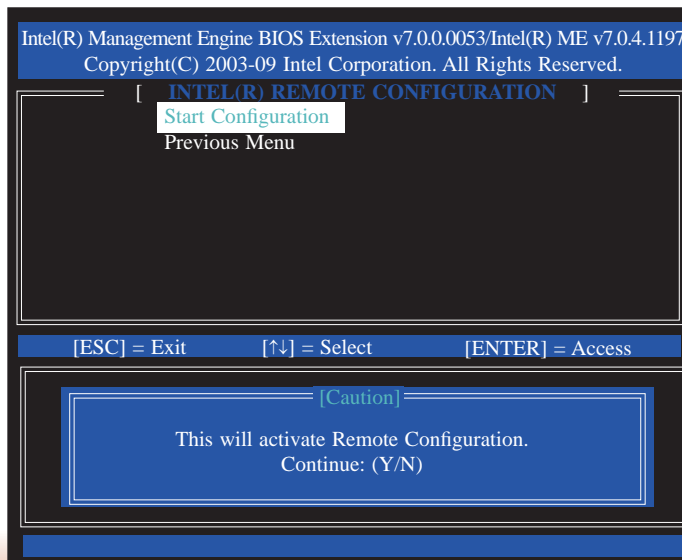 Intel(R) Management Engine BIOS Extension v7.0.0.0053/Intel(R) ME v7.0.4.1197
Copyright(C) 2003-09 Intel Corporation. All Rights Reserved.
[ INTEL(R) REMOTE CONFIGURATION ]
Start Configuration
Previous Menu
[ESC] = Exit [↑↓] = Select [ENTER] = Access
[Caution]
This will activate Remote Configuration.
Continue: (Y/N)